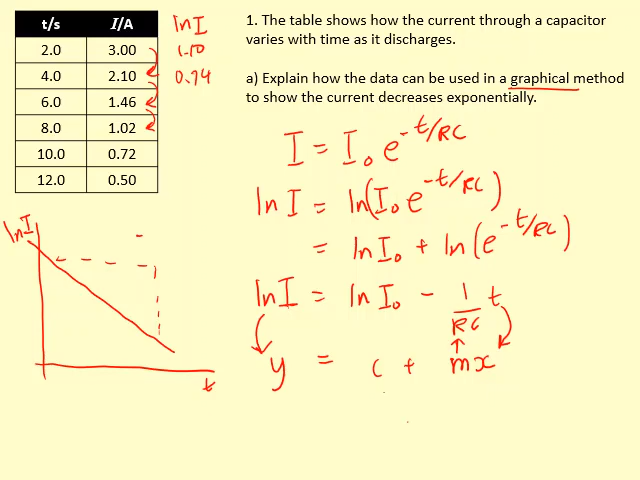 t/s I/A ln I
2.0 3.00 1.10
4.0 2.10 0.74
6.0 1.46
8.0 1.02
10.0 0.72
12.0 0.50
1. The table shows how the current through a capacitor
varies with time as it discharges.
a) Explain how the data can be used in a graphical method
to show the current decreases exponentially.
I = I₀ e^(-t/RC)
ln I = ln(I₀ e^(-t/RC))
= ln I₀ + ln(e^(-t/RC))
ln I = ln I₀ - 1/RC t
y = c + mx
ln I
t